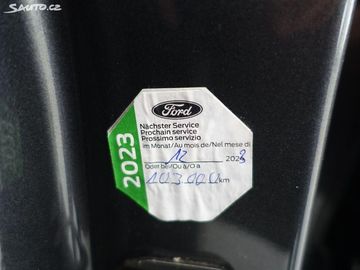 Sauto.cz
Ford
2023
Nächster Service
Prochain service
Prossimo servizio
im Monat/Au mois de/Nel mese di
12 2023
Oder bei/Ou à/O a
103 000 km